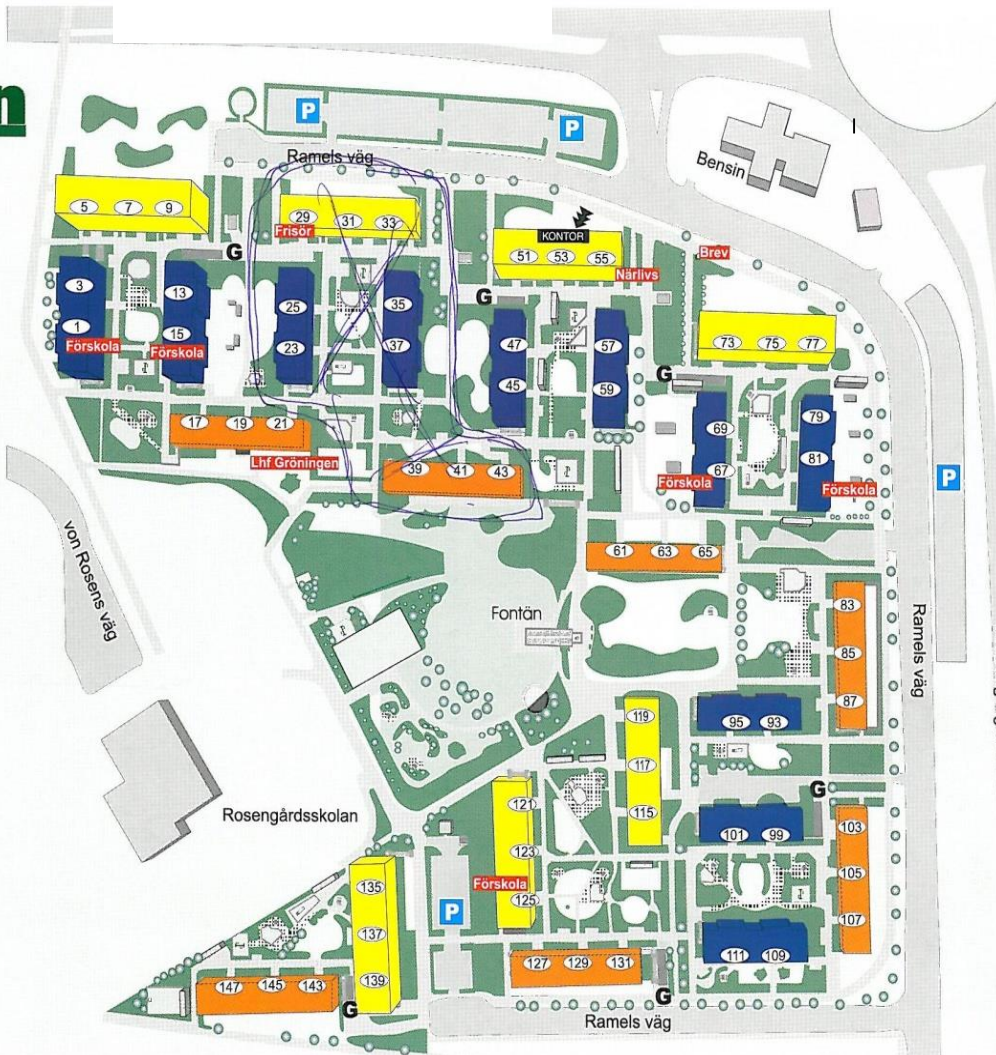 n
P
P
Ramels väg
Bensin
5 7 9
29 31 33
Frisör
KONTOR
51 53 55
Närlivs
Brev
G
3
1
Förskola
13
15
Förskola
25
23
35
37
G
47
45
57
59
73 75 77
G
69
67
Förskola
79
81
Förskola
P
17 19 21
Lhf Gröningen
39 41 43
61 63 65
von Rosens väg
Fontän
83
85
87
Ramels väg
95 93
119
117
115
G
101 99
103
105
107
121
123
125
Förskola
Rosengårdsskolan
135
137
139
P
111 109
127 129 131
G
147 145 143
G
Ramels väg